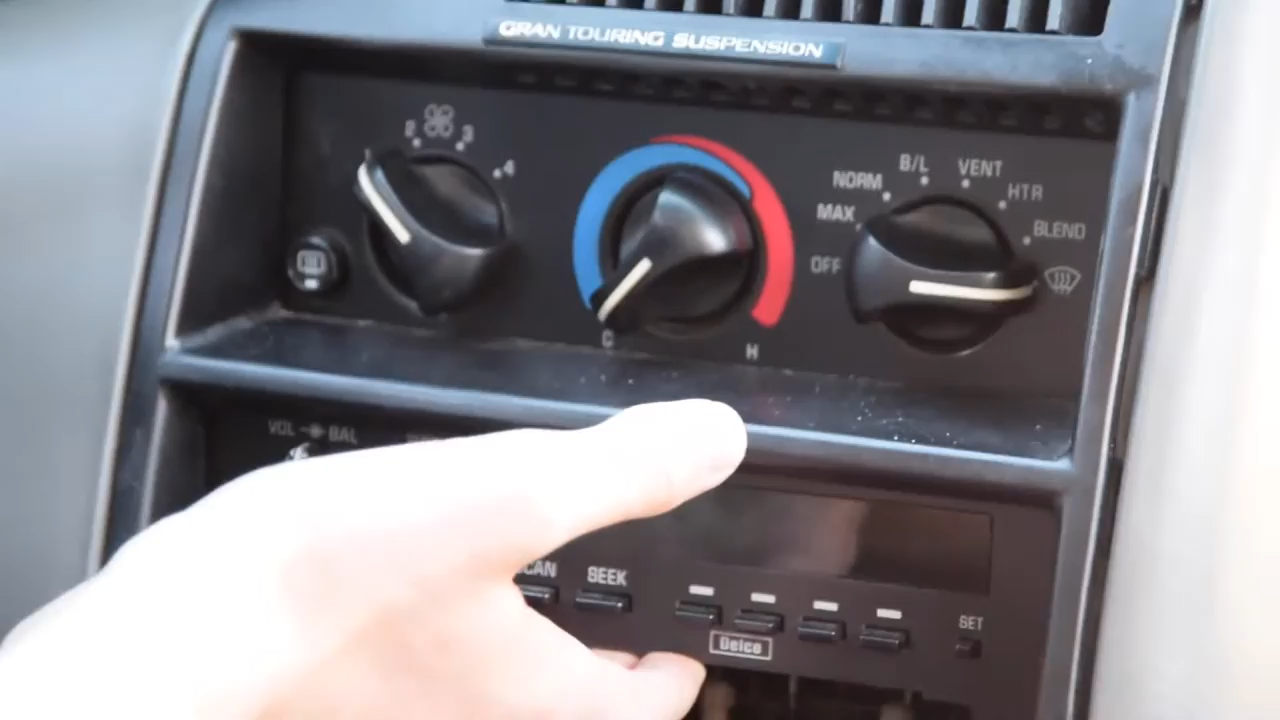 GRAN TOURING SUSPENSION
2 3 4
OFF MAX NORM B/L VENT HTR BLEND
C H
VOL BAL
SEEK
SET
Delco